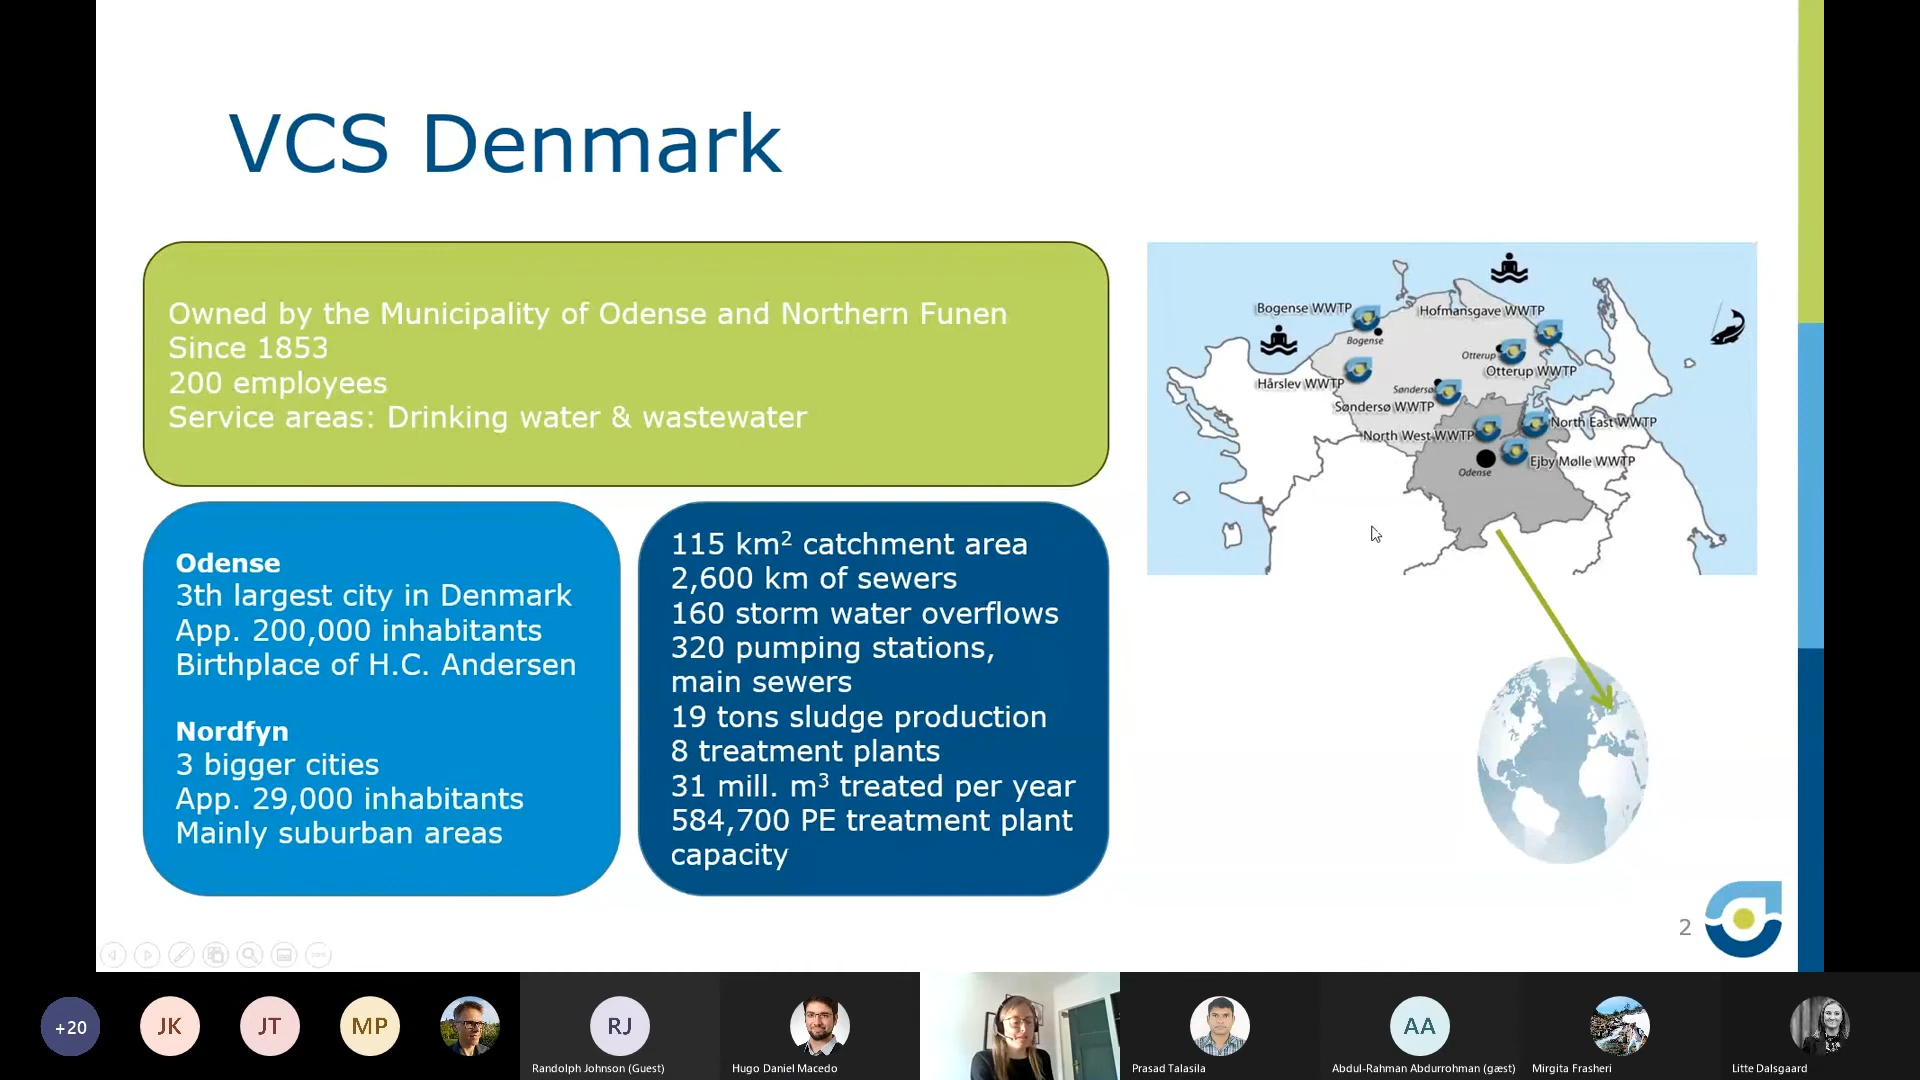 VCS Denmark
Owned by the Municipality of Odense and Northern Funen
Since 1853
200 employees
Service areas: Drinking water & wastewater
Odense
3th largest city in Denmark
App. 200,000 inhabitants
Birthplace of H.C. Andersen
Nordfyn
3 bigger cities
App. 29,000 inhabitants
Mainly suburban areas
115 km² catchment area
2,600 km of sewers
160 storm water overflows
320 pumping stations,
main sewers
19 tons sludge production
8 treatment plants
31 mill. m³ treated per year
584,700 PE treatment plant
capacity
Bogense WWTP
Hofmansgave WWTP
Bogense
Otterup
Otterup WWTP
Hårslev WWTP
Søndersø
Søndersø WWTP
North East WWTP
North West WWTP
Ejby Mølle WWTP
Odense
2
+20
JK
JT
MP
RJ
Randolph Johnson (Guest)
Hugo Daniel Macedo
Prasad Talasila
AA
Abdul-Rahman Abdurrohman (gæst)
Mirgita Frasheri
Litte Dalsgaard